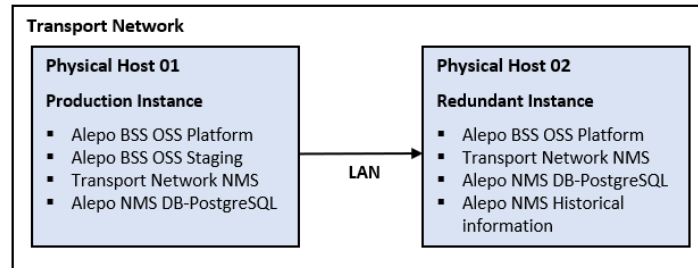 Transport Network
Physical Host 01
Production Instance
▪ Alepo BSS OSS Platform
▪ Alepo BSS OSS Staging
▪ Transport Network NMS
▪ Alepo NMS DB-PostgreSQL
LAN
Physical Host 02
Redundant Instance
▪ Alepo BSS OSS Platform
▪ Transport Network NMS
▪ Alepo NMS DB-PostgreSQL
▪ Alepo NMS Historical
information